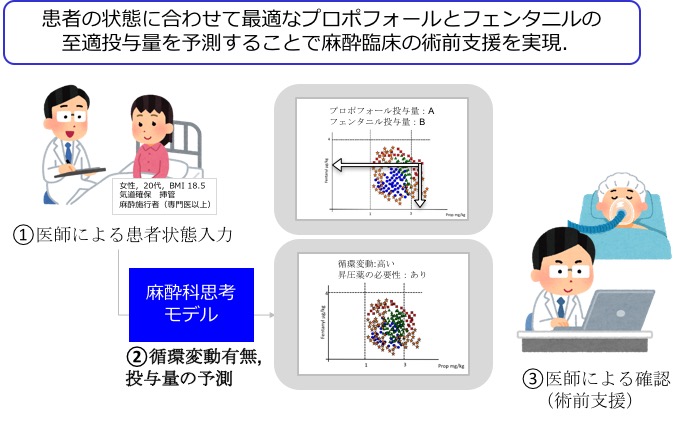 患者の状態に合わせて最適なプロポフォールとフェンタニルの
至適投与量を予測することで麻酔臨床の術前支援を実現．
女性，20代，BMI 18.5
気道確保　挿管
麻酔施行者（専門医以上）
①医師による患者状態入力
麻酔科思考
モデル
②循環変動有無，
投与量の予測
プロポフォール投与量：A
フェンタニル投与量：B
Fentanyl μg/kg
4
1
3
Prop mg/kg
循環変動:高い
昇圧薬の必要性：あり
Fentanyl μg/kg
4
1
3
Prop mg/kg
③医師による確認
（術前支援）